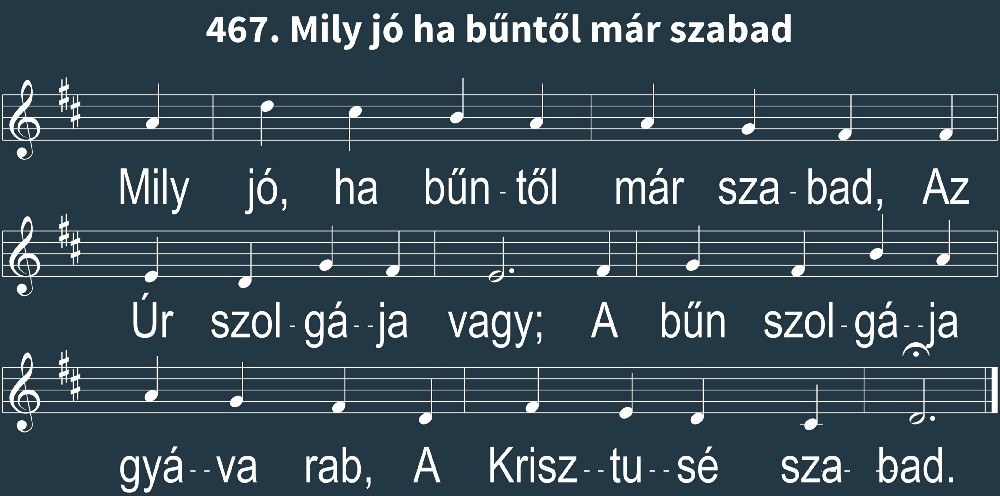 467. Mily jó ha bűntől már szabad
Mily jó, ha bűn - től már sza - bad, Az
Úr szol - gá - - ja vagy; A bűn szol - gá - - ja
gyá - - va rab, A Krisz - - tu - - sé sza- -bad.